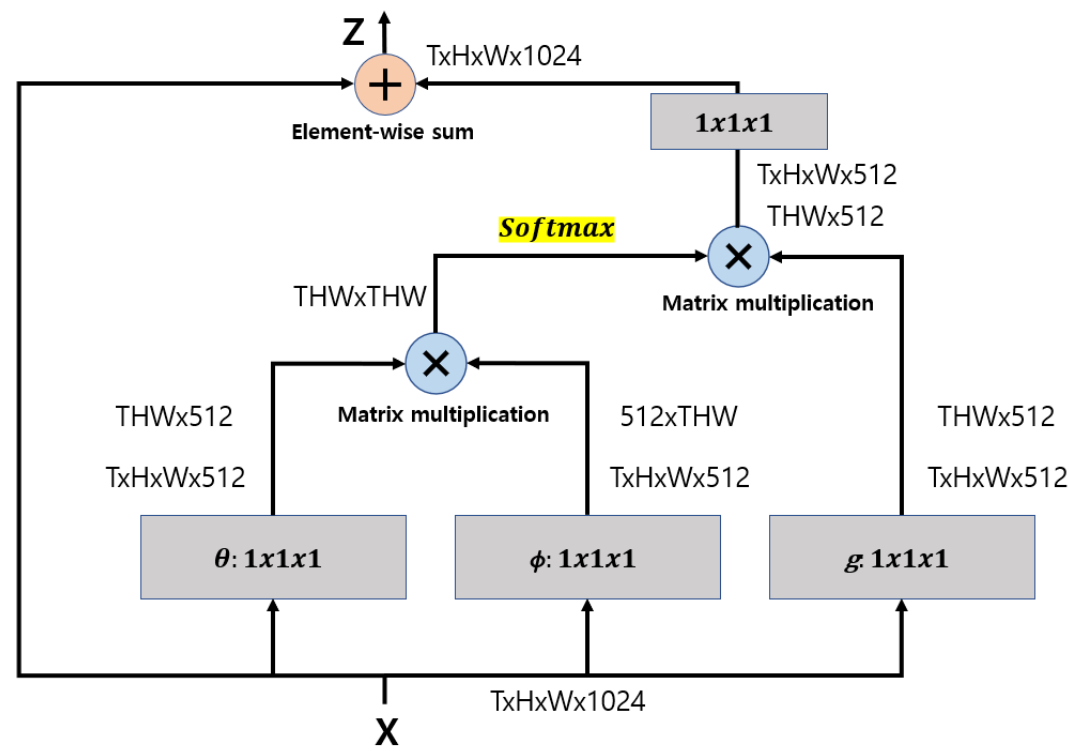 Z
TxHxWx1024
+
Element-wise sum
1x1x1
TxHxWx512
THWx512
Softmax
×
Matrix multiplication
THWxTHW
×
Matrix multiplication
THWx512
512xTHW
THWx512
TxHxWx512
TxHxWx512
TxHxWx512
θ: 1x1x1
ϕ: 1x1x1
g: 1x1x1
TxHxWx1024
X